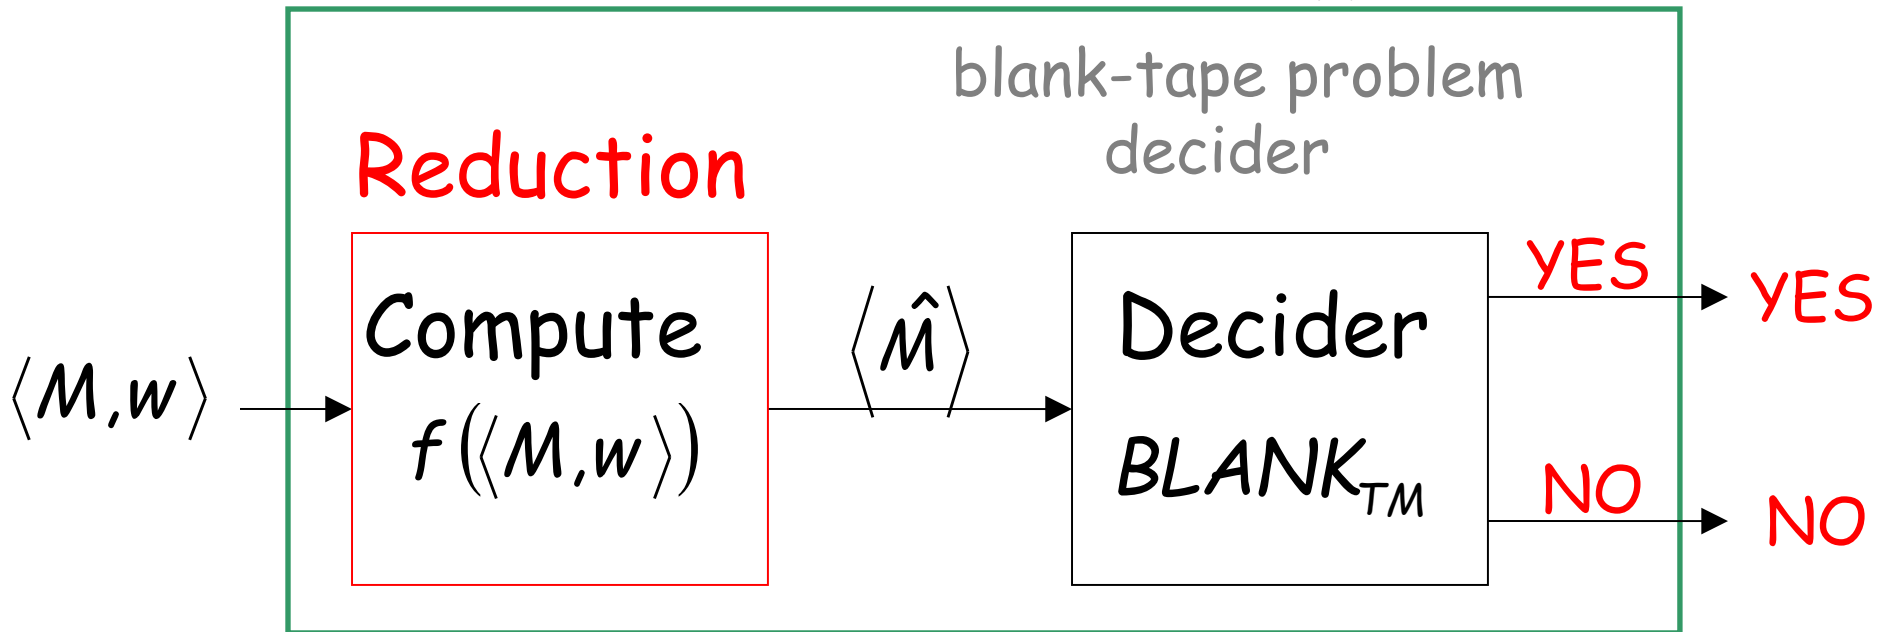 blank-tape problem
decider
Reduction
⟨M,w⟩
Compute
f(⟨M,w⟩)
⟨M̂⟩
Decider
BLANK_TM
YES
YES
NO
NO